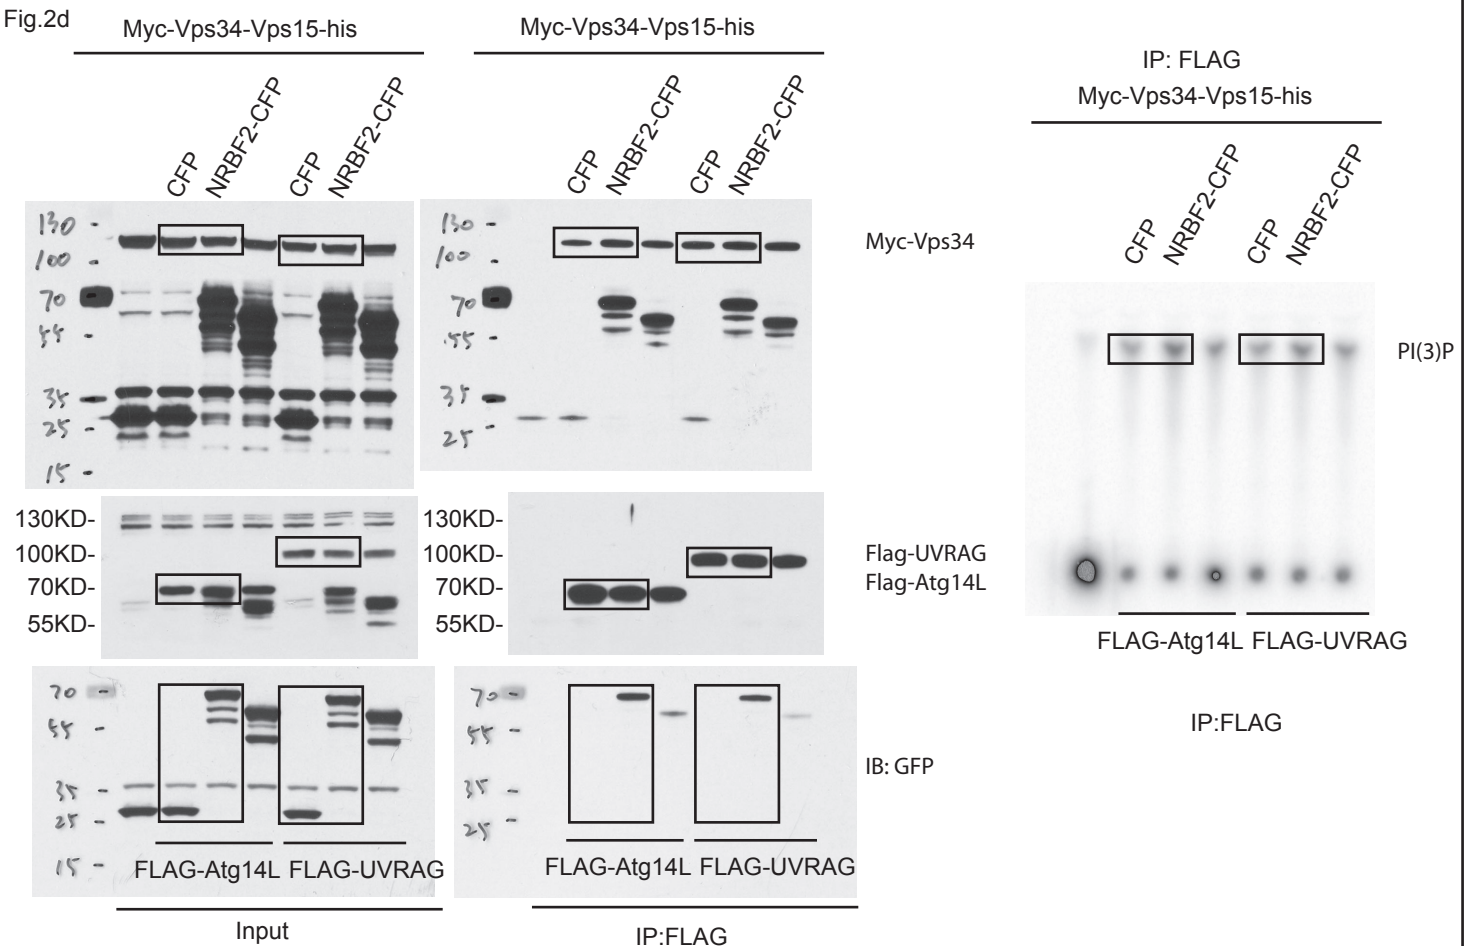 Fig.2d
Myc-Vps34-Vps15-his
CFP
NRBF2-CFP
CFP
NRBF2-CFP
130 -
100 -
70
55 -
35
25 -
15 -
130KD-
100KD-
70KD-
55KD-
70
55 -
35 -
25 -
15 -
FLAG-Atg14L FLAG-UVRAG
Input
Myc-Vps34-Vps15-his
CFP
NRBF2-CFP
CFP
NRBF2-CFP
130 -
100 -
70
55 -
35
25 -
Myc-Vps34
130KD-
100KD-
70KD-
55KD-
Flag-UVRAG
Flag-Atg14L
70 -
55 -
35 -
25 -
IB: GFP
FLAG-Atg14L FLAG-UVRAG
IP:FLAG
IP: FLAG
Myc-Vps34-Vps15-his
CFP
NRBF2-CFP
CFP
NRBF2-CFP
PI(3)P
FLAG-Atg14L FLAG-UVRAG
IP:FLAG